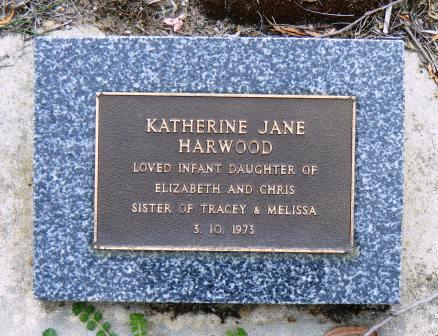 KATHERINE JANE
HARWOOD
LOVED INFANT DAUGHTER OF
ELIZABETH AND CHRIS
SISTER OF TRACEY & MELISSA
3. 10. 1973